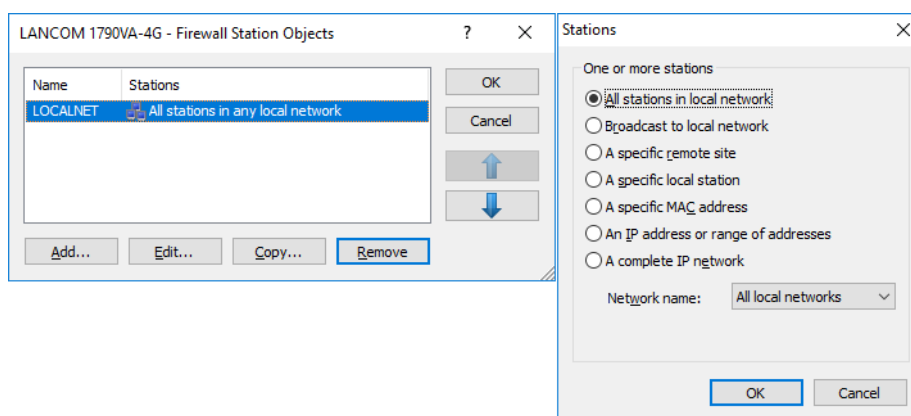 LANCOM 1790VA-4G - Firewall Station Objects
?
Name Stations
LOCALNET All stations in any local network
OK
Cancel
Add...
Edit...
Copy...
Remove
Stations
One or more stations
All stations in local network
Broadcast to local network
A specific remote site
A specific local station
A specific MAC address
An IP address or range of addresses
A complete IP network
Network name: All local networks
OK
Cancel